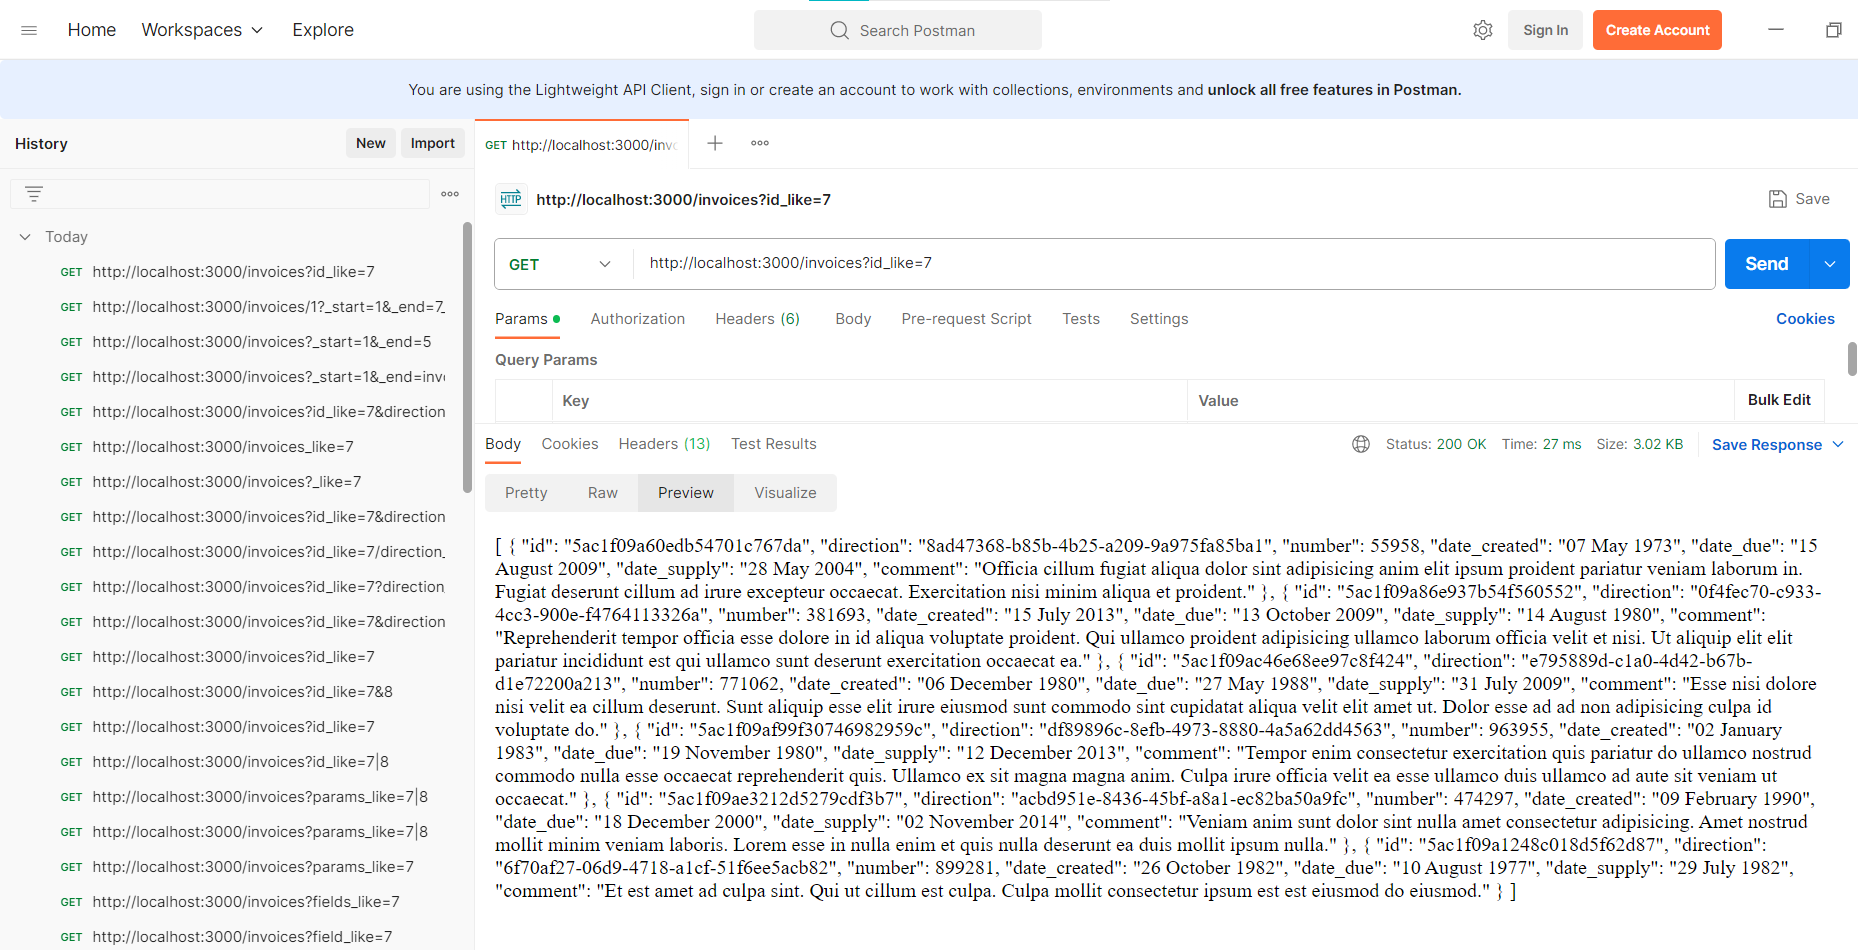 Home
Workspaces
Explore
Search Postman
Sign In
Create Account
You are using the Lightweight API Client, sign in or create an account to work with collections, environments and unlock all free features in Postman.
History
New
Import
Today
GET http://localhost:3000/invoices?id_like=7
GET http://localhost:3000/invoices/1?_start=1&_end=7_
GET http://localhost:3000/invoices?_start=1&_end=5
GET http://localhost:3000/invoices?_start=1&_end=inv
GET http://localhost:3000/invoices?id_like=7&direction
GET http://localhost:3000/invoices_like=7
GET http://localhost:3000/invoices?_like=7
GET http://localhost:3000/invoices?id_like=7&direction
GET http://localhost:3000/invoices?id_like=7/direction_
GET http://localhost:3000/invoices?id_like=7?direction
GET http://localhost:3000/invoices?id_like=7&direction
GET http://localhost:3000/invoices?id_like=7
GET http://localhost:3000/invoices?id_like=7&8
GET http://localhost:3000/invoices?id_like=7
GET http://localhost:3000/invoices?id_like=7|8
GET http://localhost:3000/invoices?params_like=7|8
GET http://localhost:3000/invoices?params_like=7|8
GET http://localhost:3000/invoices?params_like=7
GET http://localhost:3000/invoices?fields_like=7
GET http://localhost:3000/invoices?field_like=7
GET http://localhost:3000/inv
HTTP http://localhost:3000/invoices?id_like=7
Save
GET http://localhost:3000/invoices?id_like=7
Send
Params Authorization Headers (6) Body Pre-request Script Tests Settings
Cookies
Query Params
Key Value Bulk Edit
Body Cookies Headers (13) Test Results
Status: 200 OK Time: 27 ms Size: 3.02 KB Save Response
Pretty Raw Preview Visualize
[ { "id": "5ac1f09a60edb54701c767da", "direction": "8ad47368-b85b-4b25-a209-9a975fa85ba1", "number": 55958, "date_created": "07 May 1973", "date_due": "15
August 2009", "date_supply": "28 May 2004", "comment": "Officia cillum fugiat aliqua dolor sint adipisicing anim elit ipsum proident pariatur veniam laborum in.
Fugiat deserunt cillum ad irure excepteur occaecat. Exercitation nisi minim aliqua et proident." }, { "id": "5ac1f09a86e937b54f560552", "direction": "0f4fec70-c933-
4cc3-900e-f4764113326a", "number": 381693, "date_created": "15 July 2013", "date_due": "13 October 2009", "date_supply": "14 August 1980", "comment":
"Reprehenderit tempor officia esse dolore in id aliqua voluptate proident. Qui ullamco proident adipisicing ullamco laborum officia velit et nisi. Ut aliquip elit elit
pariatur incididunt est qui ullamco sunt deserunt exercitation occaecat ea." }, { "id": "5ac1f09ac46e68ee97c8f424", "direction": "e795889d-c1a0-4d42-b67b-
d1e72200a213", "number": 771062, "date_created": "06 December 1980", "date_due": "27 May 1988", "date_supply": "31 July 2009", "comment": "Esse nisi dolore
nisi velit ea cillum deserunt. Sunt aliquip esse elit irure eiusmod sunt commodo sint cupidatat aliqua velit elit amet ut. Dolor esse ad ad non adipisicing culpa id
voluptate do." }, { "id": "5ac1f09af99f30746982959c", "direction": "df89896c-8efb-4973-8880-4a5a62dd4563", "number": 963955, "date_created": "02 January
1983", "date_due": "19 November 1980", "date_supply": "12 December 2013", "comment": "Tempor enim consectetur exercitation quis pariatur do ullamco nostrud
commodo nulla esse occaecat reprehenderit quis. Ullamco ex sit magna magna anim. Culpa irure officia velit ea esse ullamco duis ullamco ad aute sit veniam ut
occaecat." }, { "id": "5ac1f09ae3212d5279cdf3b7", "direction": "acbd951e-8436-45bf-a8a1-ec82ba50a9fc", "number": 474297, "date_created": "09 February 1990",
"date_due": "18 December 2000", "date_supply": "02 November 2014", "comment": "Veniam anim sunt dolor sint nulla amet consectetur adipisicing. Amet nostrud
mollit minim veniam laboris. Lorem esse in nulla enim et quis nulla deserunt ea duis mollit ipsum nulla." }, { "id": "5ac1f09a1248c018d5f62d87", "direction":
"6f70af27-06d9-4718-a1cf-51f6ee5acb82", "number": 899281, "date_created": "26 October 1982", "date_due": "10 August 1977", "date_supply": "29 July 1982",
"comment": "Et est amet ad culpa sint. Qui ut cillum est culpa. Culpa mollit consectetur ipsum est est eiusmod do eiusmod." } ]